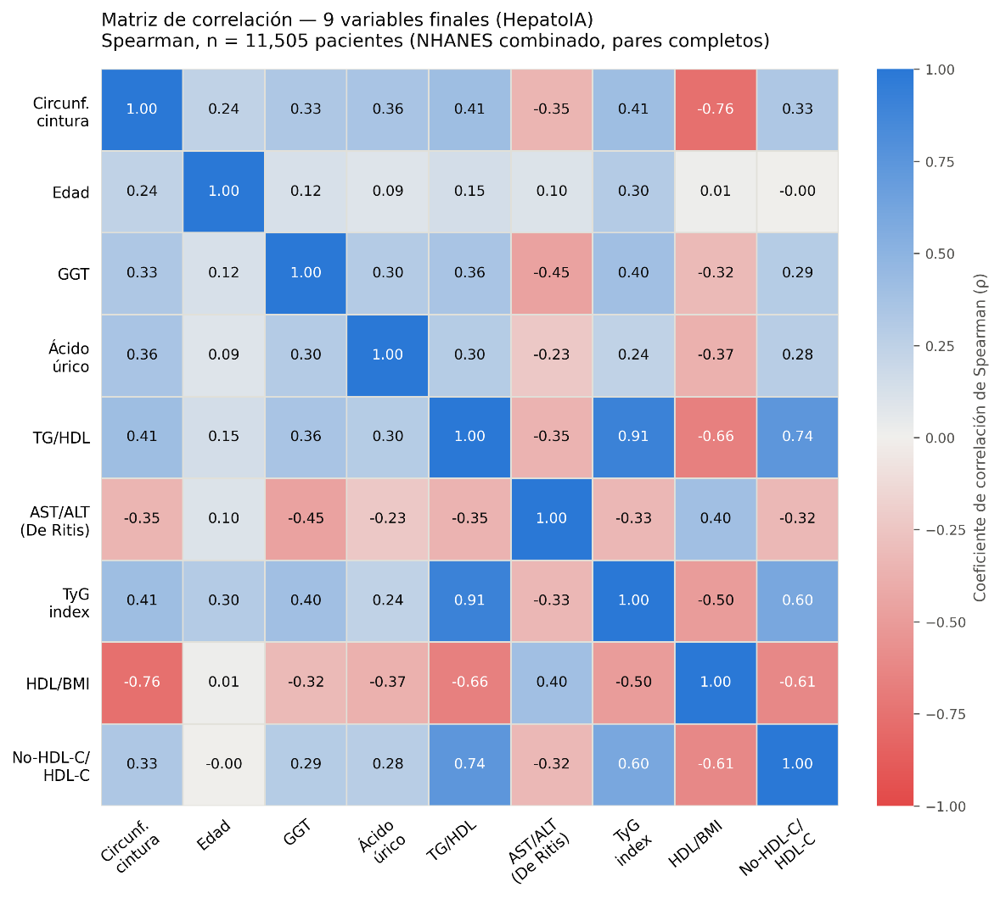 Matriz de correlación — 9 variables finales (HepatoIA)
Spearman, n = 11,505 pacientes (NHANES combinado, pares completos)
Circunf.
cintura
1.00 0.24 0.33 0.36 0.41 -0.35 0.41 -0.76 0.33
Edad
0.24 1.00 0.12 0.09 0.15 0.10 0.30 0.01 -0.00
GGT
0.33 0.12 1.00 0.30 0.36 -0.45 0.40 -0.32 0.29
Ácido
úrico
0.36 0.09 0.30 1.00 0.30 -0.23 0.24 -0.37 0.28
TG/HDL
0.41 0.15 0.36 0.30 1.00 -0.35 0.91 -0.66 0.74
AST/ALT
(De Ritis)
-0.35 0.10 -0.45 -0.23 -0.35 1.00 -0.33 0.40 -0.32
TyG
index
0.41 0.30 0.40 0.24 0.91 -0.33 1.00 -0.50 0.60
HDL/BMI
-0.76 0.01 -0.32 -0.37 -0.66 0.40 -0.50 1.00 -0.61
No-HDL-C/
HDL-C
0.33 -0.00 0.29 0.28 0.74 -0.32 0.60 -0.61 1.00
Circunf.
cintura
Edad
GGT
Ácido
úrico
TG/HDL
AST/ALT
(De Ritis)
TyG
index
HDL/BMI
No-HDL-C/
HDL-C
1.00
0.75
0.50
0.25
0.00
−0.25
−0.50
−0.75
−1.00
Coeficiente de correlación de Spearman (ρ)